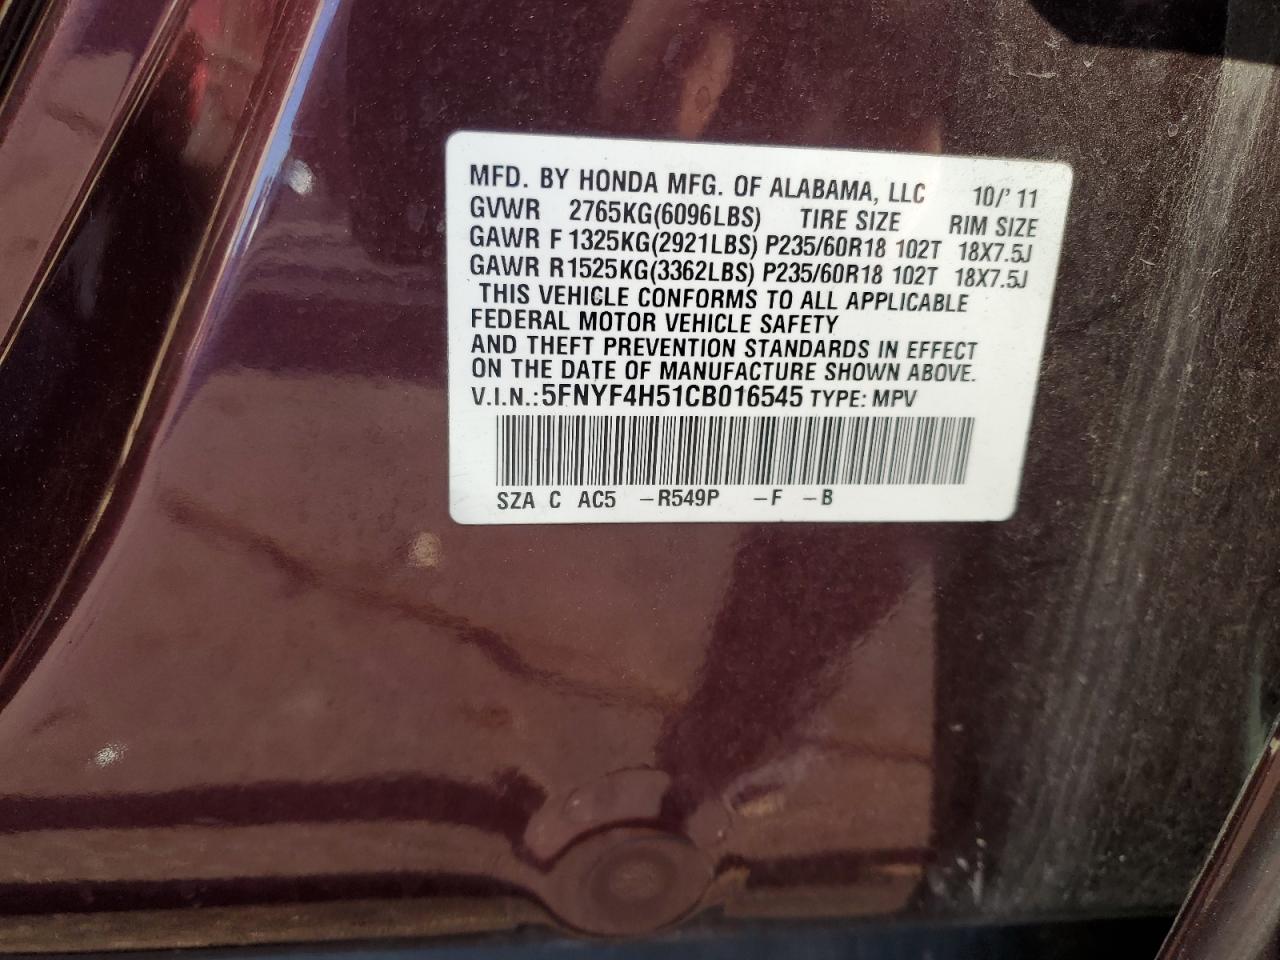 MFD. BY HONDA MFG. OF ALABAMA, LLC 10/'11
GVWR 2765KG(6096LBS) TIRE SIZE RIM SIZE
GAWR F 1325KG(2921LBS) P235/60R18 102T 18X7.5J
GAWR R 1525KG(3362LBS) P235/60R18 102T 18X7.5J
THIS VEHICLE CONFORMS TO ALL APPLICABLE
FEDERAL MOTOR VEHICLE SAFETY
AND THEFT PREVENTION STANDARDS IN EFFECT
ON THE DATE OF MANUFACTURE SHOWN ABOVE.
V.I.N.: 5FNYF4H51CB016545 TYPE: MPV
SZA C AC5 –R549P –F –B